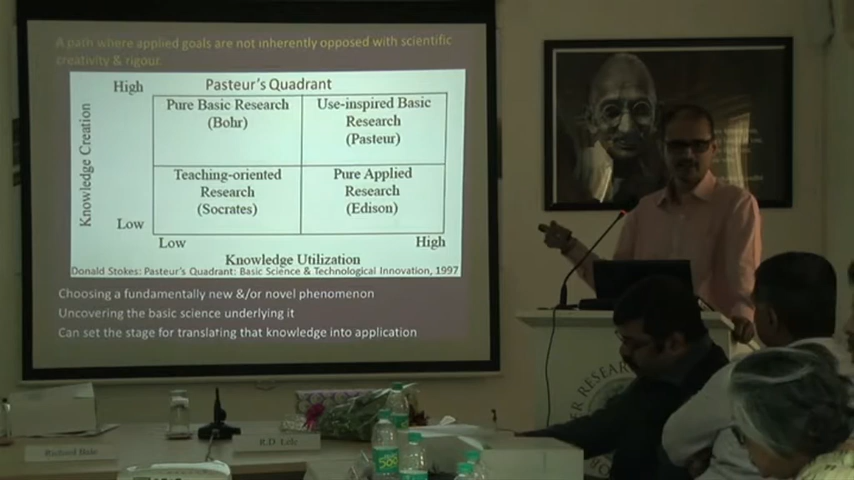 A path where applied goals are not inherently opposed with scientific
creativity & rigour.
Pasteur's Quadrant
High
Pure Basic Research
(Bohr)
Use-inspired Basic
Research
(Pasteur)
Knowledge Creation
Teaching-oriented
Research
(Socrates)
Pure Applied
Research
(Edison)
Low
Low
High
Knowledge Utilization
Donald Stokes: Pasteur's Quadrant: Basic Science & Technological Innovation, 1997
Choosing a fundamentally new &/or novel phenomenon
Uncovering the basic science underlying it
Can set the stage for translating that knowledge into application
R.D. Lele